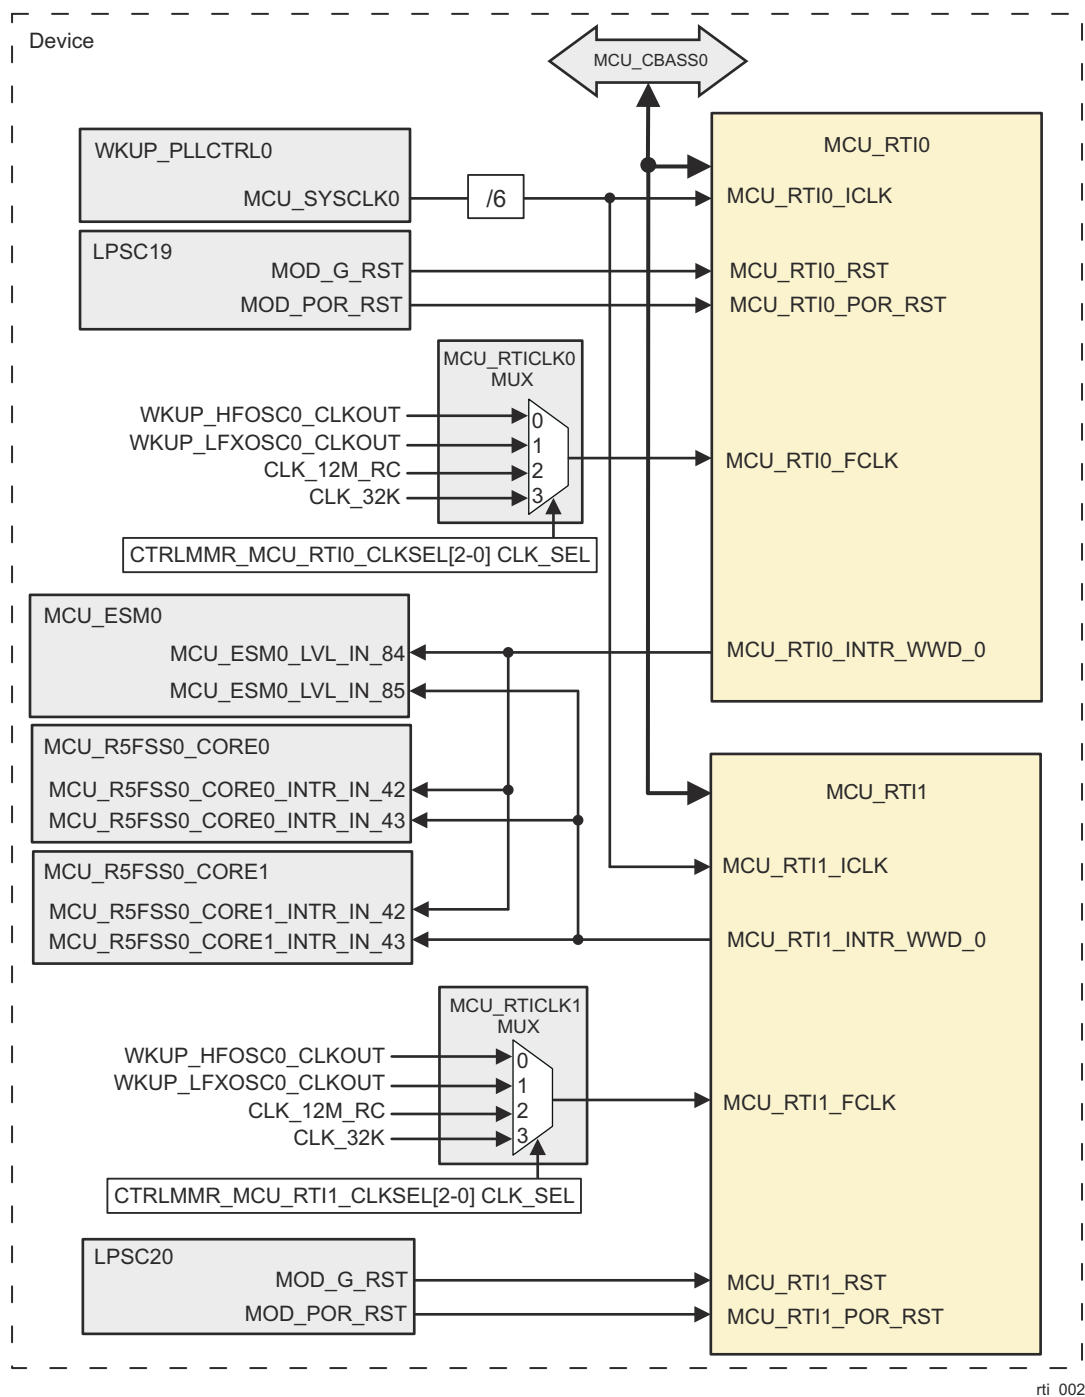 Device
MCU_CBASS0
WKUP_PLLCTRL0
MCU_SYSCLK0
/6
MCU_RTI0
MCU_RTI0_ICLK
LPSC19
MOD_G_RST
MOD_POR_RST
MCU_RTI0_RST
MCU_RTI0_POR_RST
MCU_RTICLK0
MUX
WKUP_HFOSC0_CLKOUT
0
WKUP_LFXOSC0_CLKOUT
1
CLK_12M_RC
2
CLK_32K
3
MCU_RTI0_FCLK
CTRLMMR_MCU_RTI0_CLKSEL[2-0] CLK_SEL
MCU_ESM0
MCU_ESM0_LVL_IN_84
MCU_ESM0_LVL_IN_85
MCU_RTI0_INTR_WWD_0
MCU_R5FSS0_CORE0
MCU_R5FSS0_CORE0_INTR_IN_42
MCU_R5FSS0_CORE0_INTR_IN_43
MCU_R5FSS0_CORE1
MCU_R5FSS0_CORE1_INTR_IN_42
MCU_R5FSS0_CORE1_INTR_IN_43
MCU_RTI1
MCU_RTI1_ICLK
MCU_RTI1_INTR_WWD_0
MCU_RTICLK1
MUX
WKUP_HFOSC0_CLKOUT
0
WKUP_LFXOSC0_CLKOUT
1
CLK_12M_RC
2
CLK_32K
3
MCU_RTI1_FCLK
CTRLMMR_MCU_RTI1_CLKSEL[2-0] CLK_SEL
LPSC20
MOD_G_RST
MOD_POR_RST
MCU_RTI1_RST
MCU_RTI1_POR_RST
rti_002